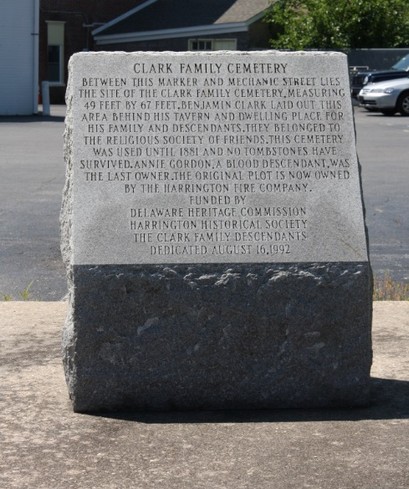 CLARK FAMILY CEMETERY
BETWEEN THIS MARKER AND MECHANIC STREET LIES
THE SITE OF THE CLARK FAMILY CEMETERY, MEASURING
49 FEET BY 67 FEET. BENJAMIN CLARK LAID OUT THIS
AREA BEHIND HIS TAVERN AND DWELLING PLACE FOR
HIS FAMILY AND DESCENDANTS. THEY BELONGED TO
THE RELIGIOUS SOCIETY OF FRIENDS. THIS CEMETERY
WAS USED UNTIL 1881 AND NO TOMBSTONES HAVE
SURVIVED. ANNIE GORDON, A BLOOD DESCENDANT, WAS
THE LAST OWNER. THE ORIGINAL PLOT IS NOW OWNED
BY THE HARRINGTON FIRE COMPANY.
FUNDED BY
DELAWARE HERITAGE COMMISSION
HARRINGTON HISTORICAL SOCIETY
THE CLARK FAMILY DESCENDANTS
DEDICATED AUGUST 16, 1992